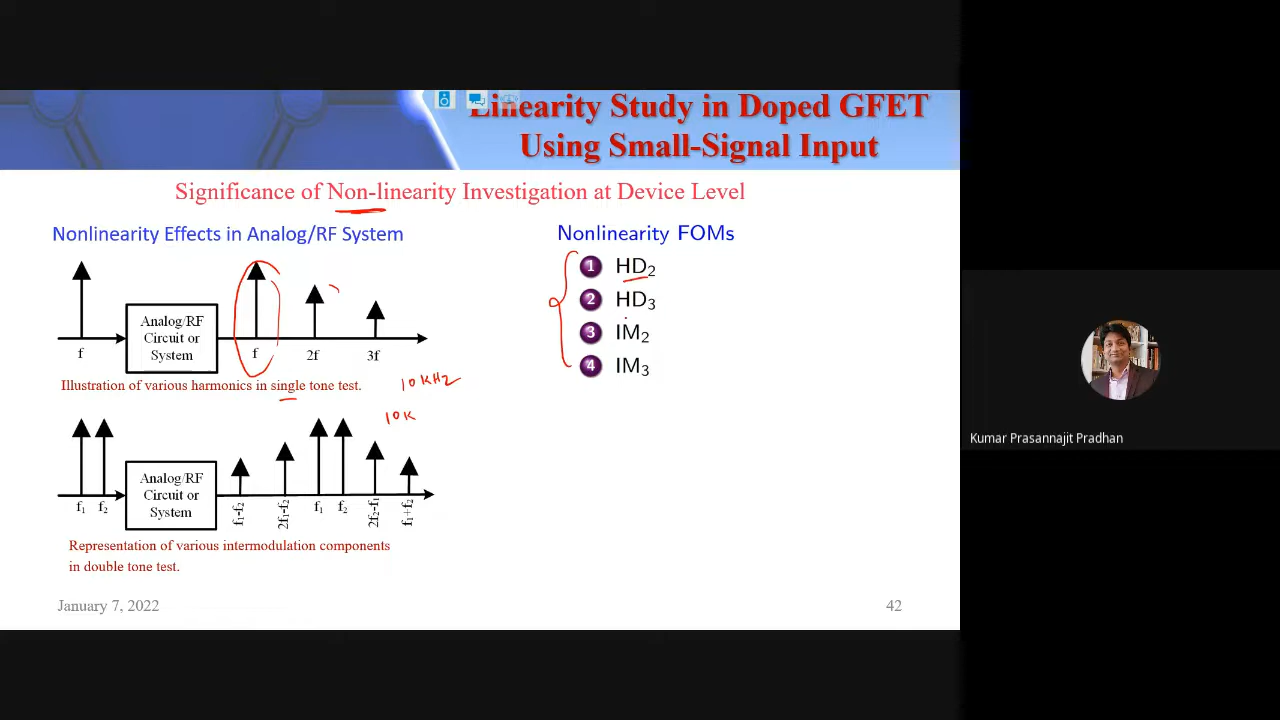 Linearity Study in Doped GFET
Using Small-Signal Input
Significance of Non-linearity Investigation at Device Level
Nonlinearity Effects in Analog/RF System
Analog/RF
Circuit or
System
f
f
2f
3f
Illustration of various harmonics in single tone test.
10 KHz
10K
Analog/RF
Circuit or
System
f₁
f₂
f₁-f₂
2f₁-f₂
f₁
f₂
2f₂-f₁
f₁+f₂
Representation of various intermodulation components
in double tone test.
Nonlinearity FOMs
1 HD₂
2 HD₃
3 IM₂
4 IM₃
January 7, 2022
42
Kumar Prasannajit Pradhan